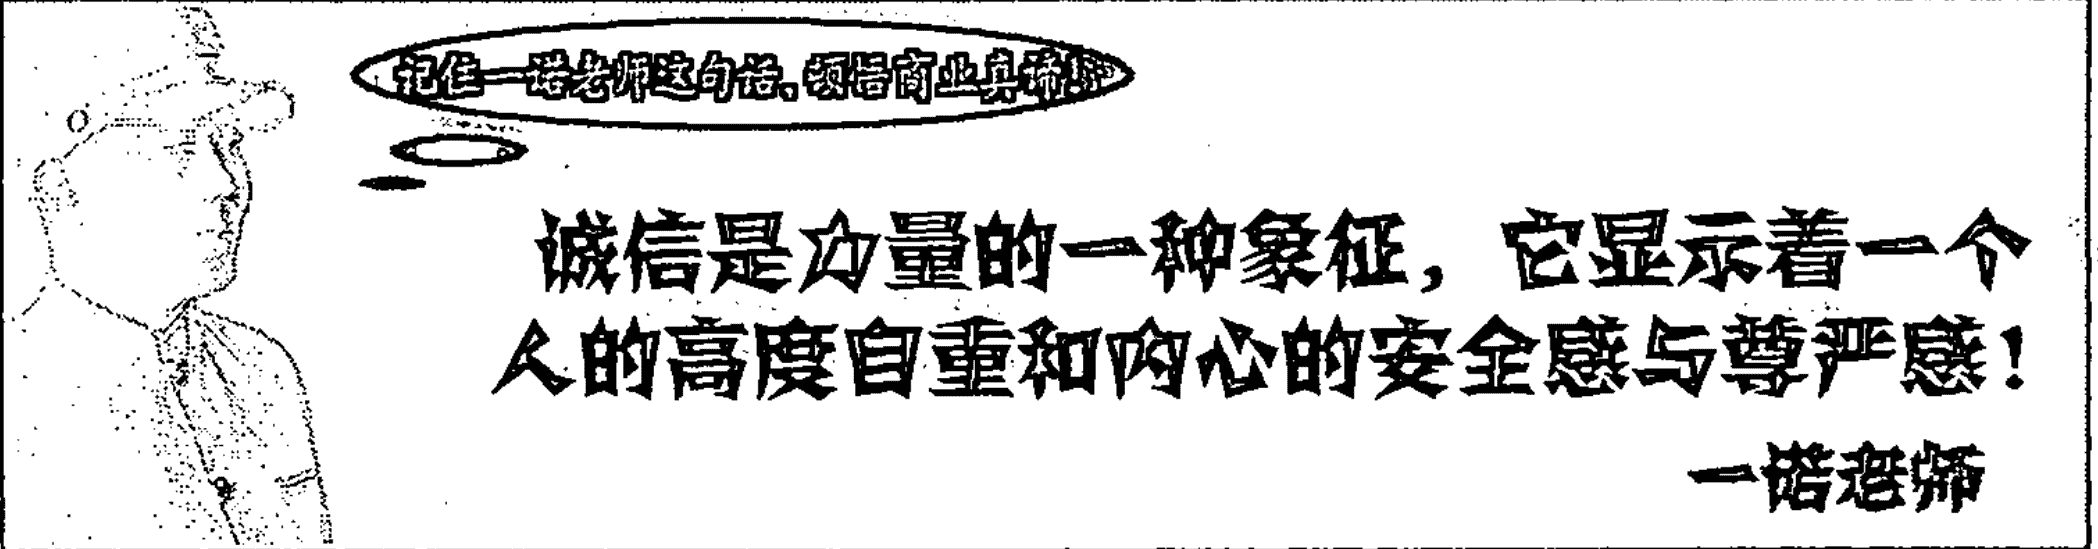 记住一诺老师这句话，领悟商业真谛！
诚信是力量的一种象征，它显示着一个
人的高度自重和内心的安全感与尊严感！
一诺老师